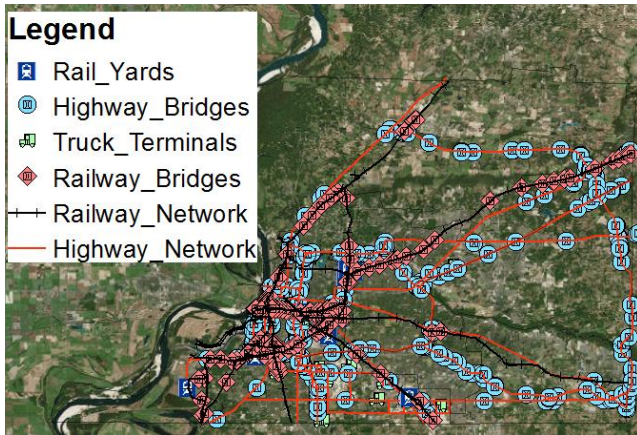 Legend
Rail_Yards
Highway_Bridges
Truck_Terminals
Railway_Bridges
Railway_Network
Highway_Network